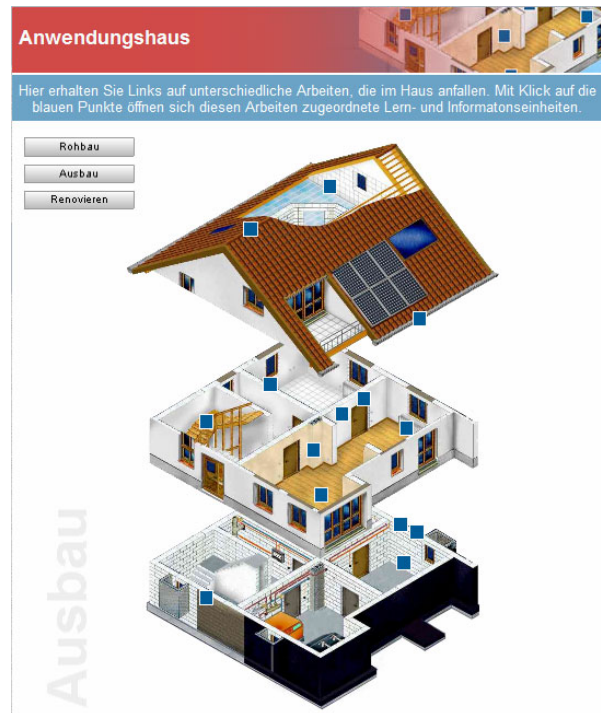 Anwendungshaus
Hier erhalten Sie Links auf unterschiedliche Arbeiten, die im Haus anfallen. Mit Klick auf die
blauen Punkte öffnen sich diesen Arbeiten zugeordnete Lern- und Informatonseinheiten.
Rohbau
Ausbau
Renovieren
Ausbau